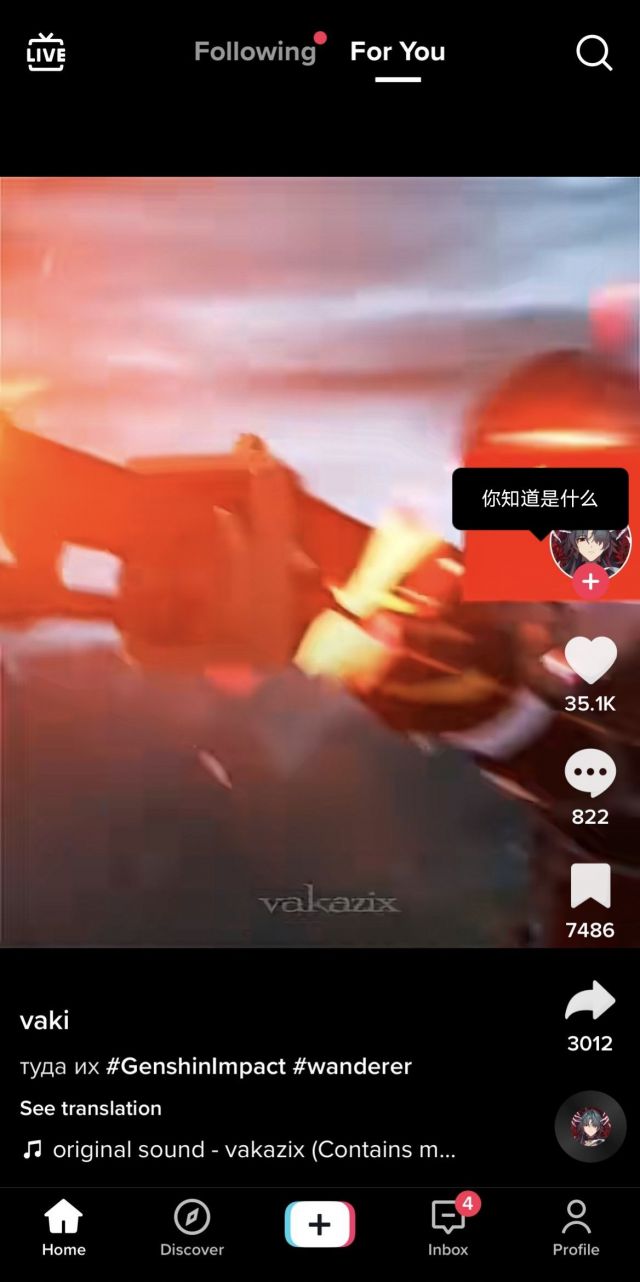 LIVE
Following
For You
你知道是什么
35.1K
822
7486
vakazix
3012
vaki
туда их #GenshinImpact #wanderer
See translation
original sound - vakazix (Contains m...
4
Home
Discover
Inbox
Profile